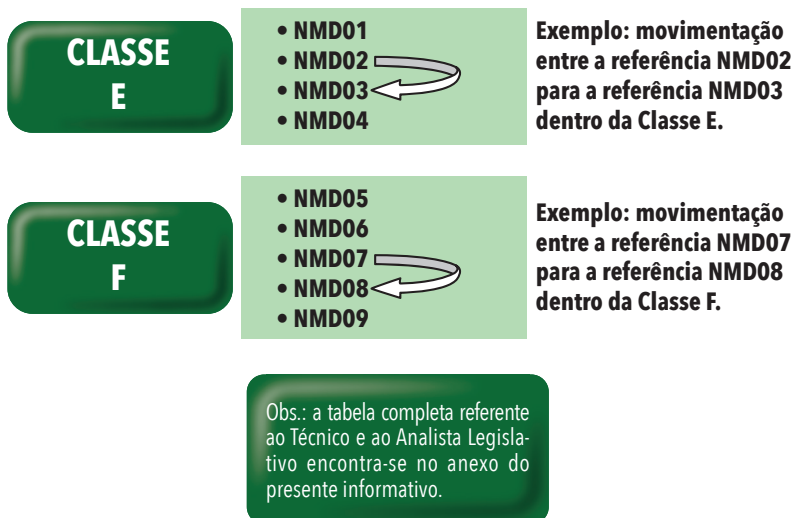 CLASSE
E
• NMD01
• NMD02
• NMD03
• NMD04
Exemplo: movimentação
entre a referência NMD02
para a referência NMD03
dentro da Classe E.
CLASSE
F
• NMD05
• NMD06
• NMD07
• NMD08
• NMD09
Exemplo: movimentação
entre a referência NMD07
para a referência NMD08
dentro da Classe F.
Obs.: a tabela completa referente
ao Técnico e ao Analista Legisla-
tivo encontra-se no anexo do
presente informativo.